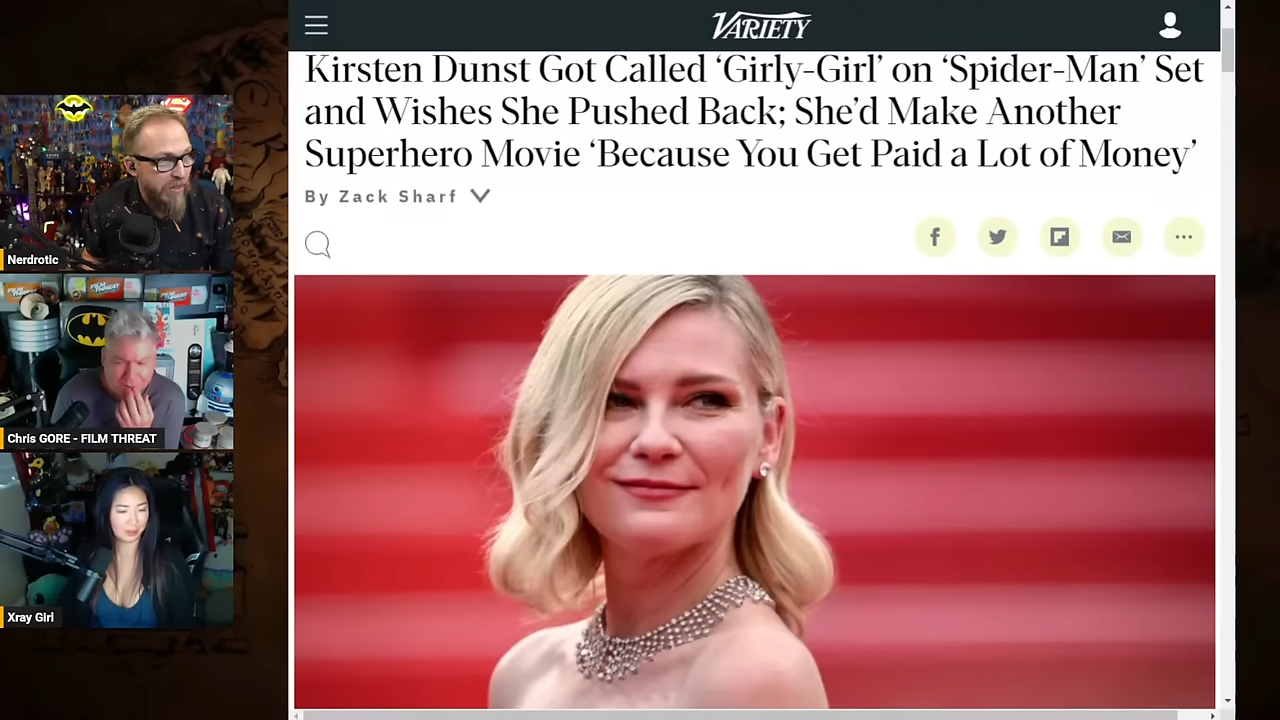 VARIETY
Kirsten Dunst Got Called ‘Girly-Girl’ on ‘Spider-Man’ Set
and Wishes She Pushed Back; She’d Make Another
Superhero Movie ‘Because You Get Paid a Lot of Money’
By Zack Sharf
Nerdrotic
FILM THREAT
Chris GORE - FILM THREAT
Xray Girl